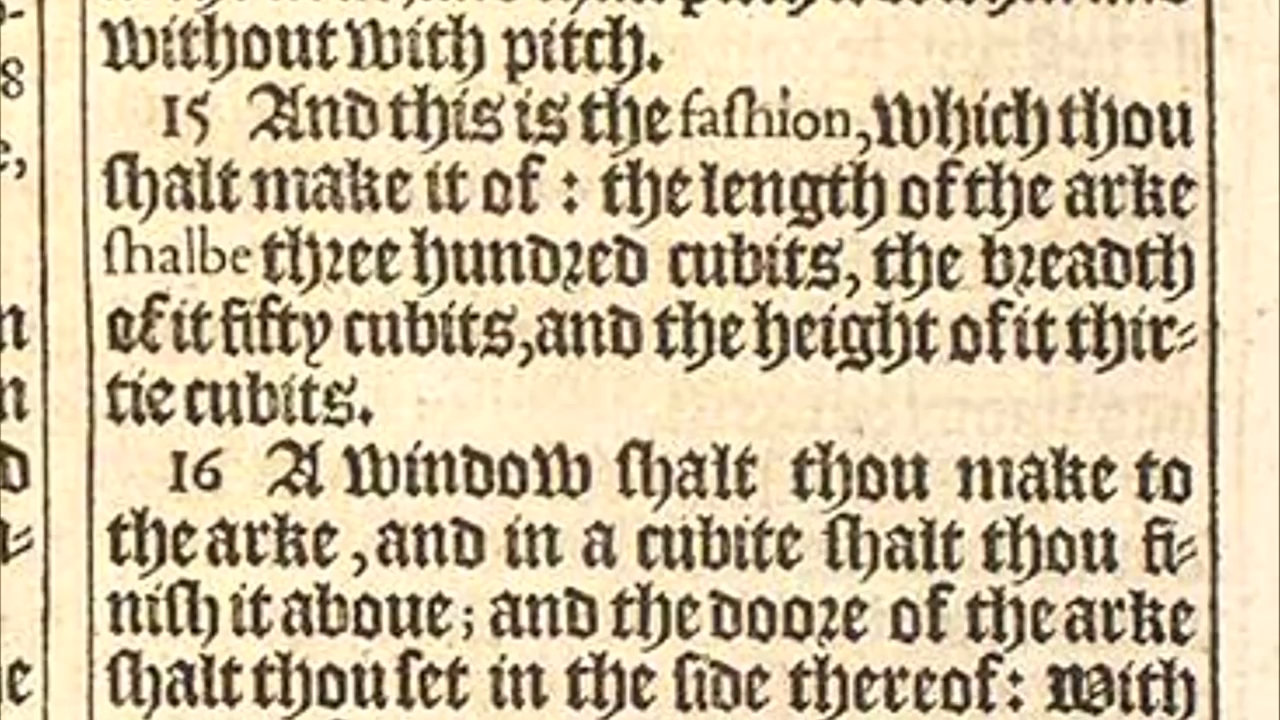 without with pitch.
15 And this is the faſhion, which thou
ſhalt make it of : the length of the arke
ſhalbe three hundred cubits, the breadth
of it fifty cubits, and the height of it thir-
tie cubits.
16 A window ſhalt thou make to
the arke, and in a cubite ſhalt thou fi-
niſh it aboue; and the doore of the arke
ſhalt thou ſet in the ſide thereof: With